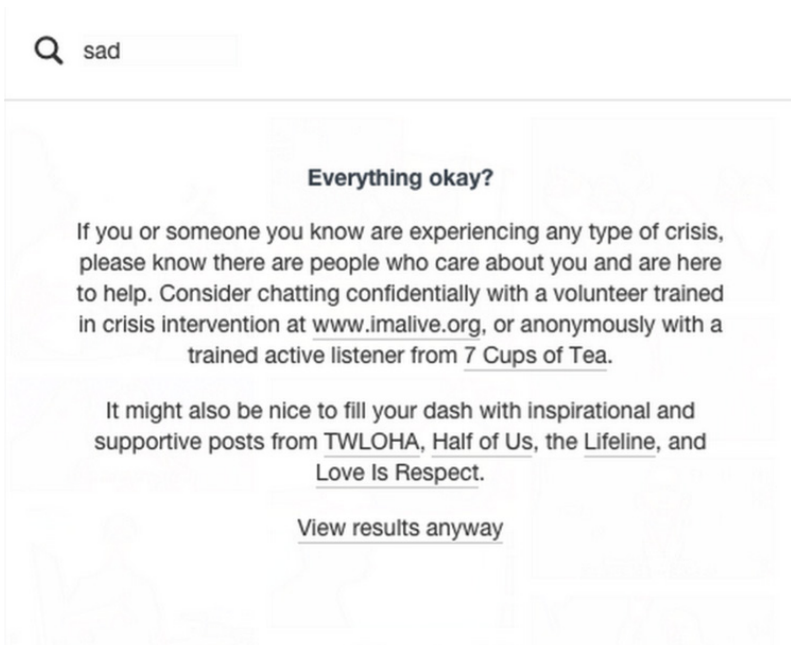 sad
Everything okay?
If you or someone you know are experiencing any type of crisis,
please know there are people who care about you and are here
to help. Consider chatting confidentially with a volunteer trained
in crisis intervention at www.imalive.org, or anonymously with a
trained active listener from 7 Cups of Tea.
It might also be nice to fill your dash with inspirational and
supportive posts from TWLOHA, Half of Us, the Lifeline, and
Love Is Respect.
View results anyway